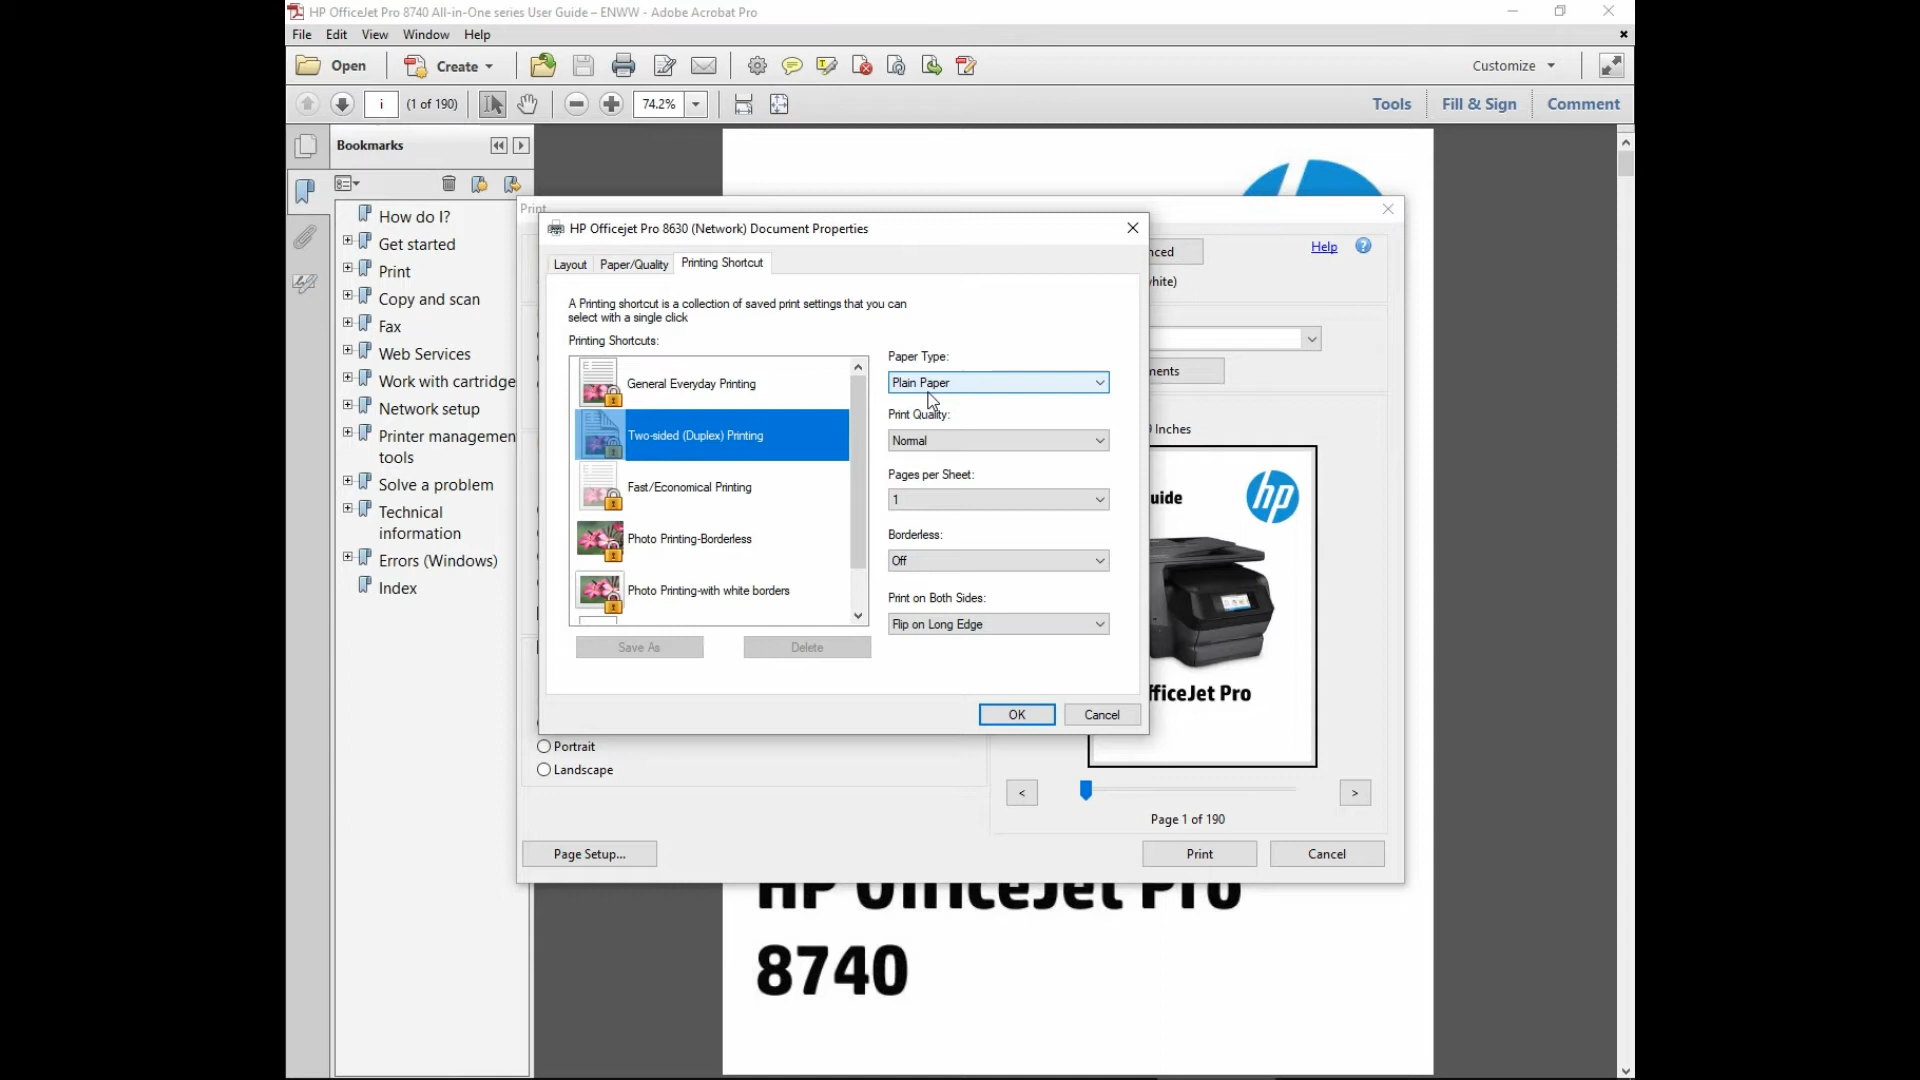 HP OfficeJet Pro 8740 All-in-One series User Guide – ENWW - Adobe Acrobat Pro
File Edit View Window Help
Open Create Customize
i (1 of 190) 74.2% Tools Fill & Sign Comment
Bookmarks
How do I?
Get started
Print
Copy and scan
Fax
Web Services
Work with cartridge
Network setup
Printer managemen
tools
Solve a problem
Technical
information
Errors (Windows)
Index
Print
HP Officejet Pro 8630 (Network) Document Properties
Layout Paper/Quality Printing Shortcut
A Printing shortcut is a collection of saved print settings that you can
select with a single click
Printing Shortcuts:
General Everyday Printing
Two-sided (Duplex) Printing
Fast/Economical Printing
Photo Printing-Borderless
Photo Printing-with white borders
Save As Delete
Paper Type:
Plain Paper
Print Quality:
Normal
Pages per Sheet:
1
Borderless:
Off
Print on Both Sides:
Flip on Long Edge
OK Cancel
nced Help ?
hite)
ments
Inches
uide hp
fficeJet Pro
Portrait
Landscape
< >
Page 1 of 190
Page Setup... Print Cancel
HP OfficeJet Pro
8740